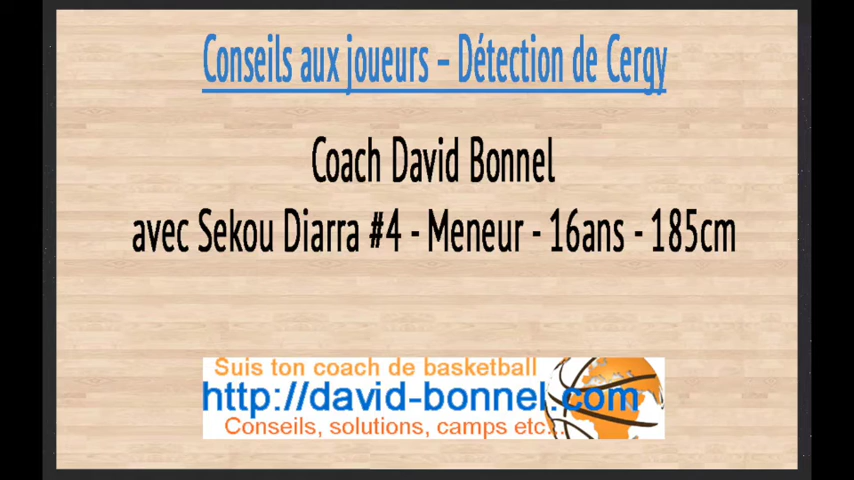 Conseils aux joueurs – Détection de Cergy
Coach David Bonnel
avec Sekou Diarra #4 - Meneur - 16ans - 185cm
Suis ton coach de basketball
http://david-bonnel.com
Conseils, solutions, camps etc...